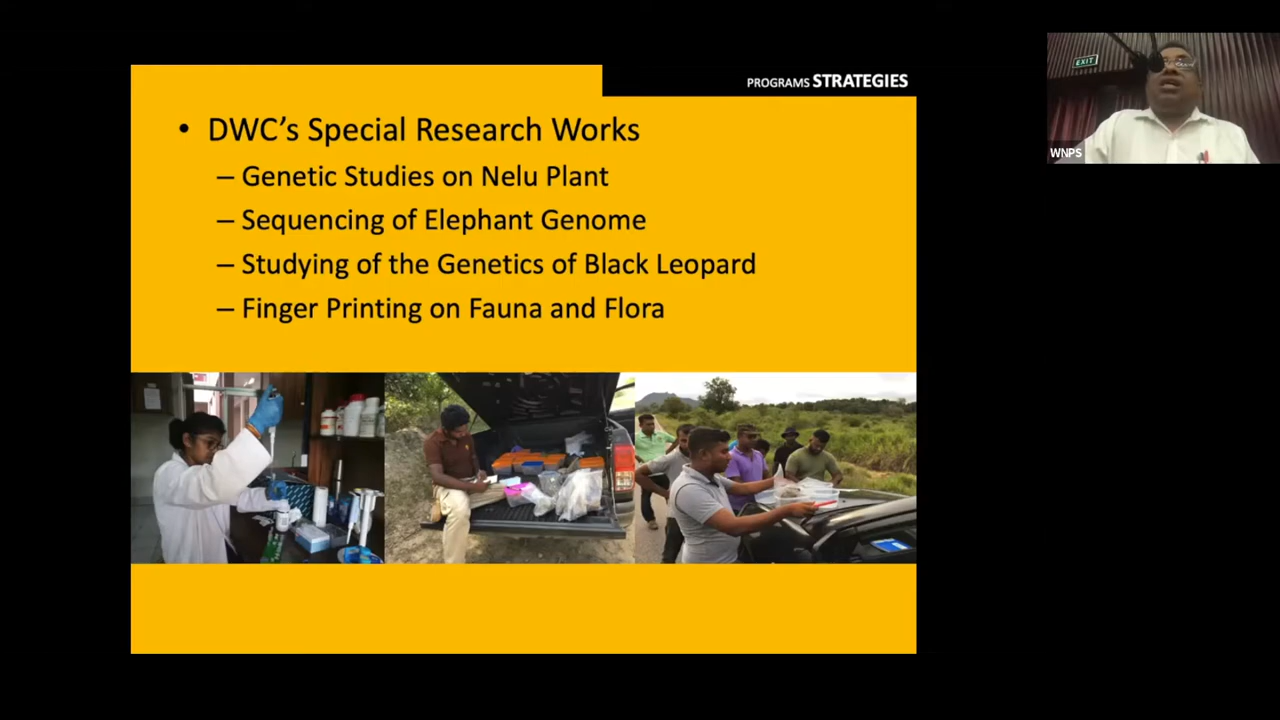 PROGRAMS STRATEGIES
• DWC’s Special Research Works
– Genetic Studies on Nelu Plant
– Sequencing of Elephant Genome
– Studying of the Genetics of Black Leopard
– Finger Printing on Fauna and Flora
EXIT
WNPS